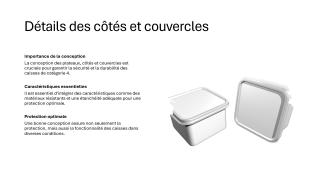 Détails des côtés et couvercles
Importance de la conception
La conception des plateaux, côtés et couvercles est
cruciale pour garantir la sécurité et la durabilité des
caisses de catégorie 4.
Caractéristiques essentielles
Il est essentiel d'intégrer des caractéristiques comme des
matériaux résistants et une étanchéité adéquate pour une
protection optimale.
Protection optimale
Une bonne conception assure non seulement la
protection, mais aussi la fonctionnalité des caisses dans
diverses conditions.